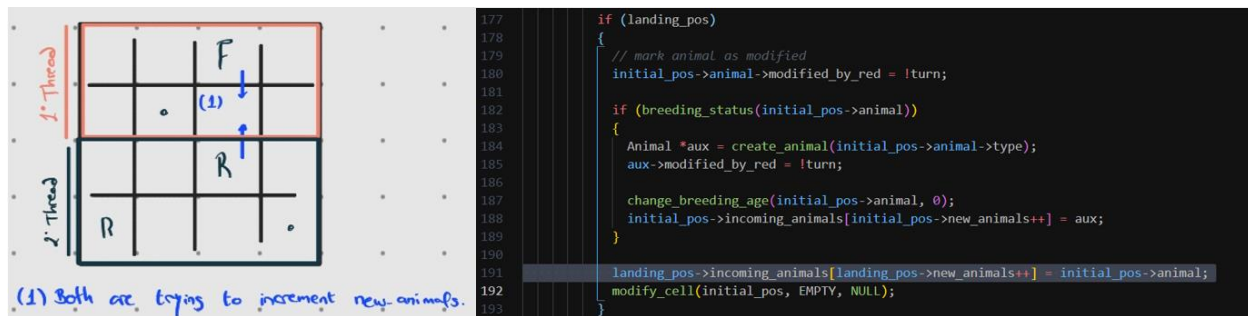 1° Thread
F
(1)
R
2° Thread
R
(1) Both are trying to increment new_animals.
177 if (landing_pos)
178 {
179 // mark animal as modified
180 initial_pos->animal->modified_by_red = !turn;
181
182 if (breeding_status(initial_pos->animal))
183 {
184 Animal *aux = create_animal(initial_pos->animal->type);
185 aux->modified_by_red = !turn;
186
187 change_breeding_age(initial_pos->animal, 0);
188 initial_pos->incoming_animals[initial_pos->new_animals++] = aux;
189 }
190
191 landing_pos->incoming_animals[landing_pos->new_animals++] = initial_pos->animal;
192 modify_cell(initial_pos, EMPTY, NULL);
193 }